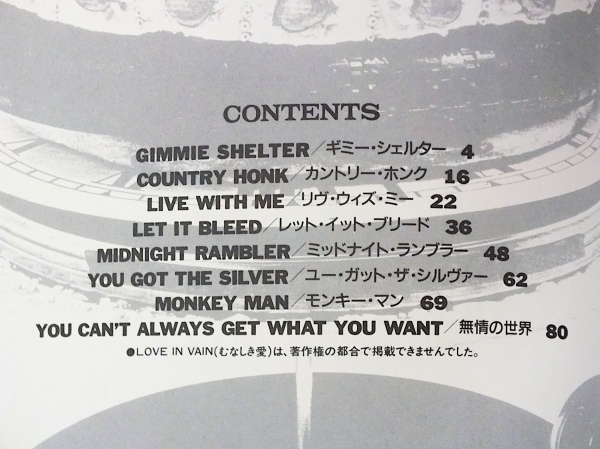 CONTENTS
GIMMIE SHELTER/ギミー・シェルター 4
COUNTRY HONK/カントリー・ホンク 16
LIVE WITH ME/リヴ・ウィズ・ミー 22
LET IT BLEED/レット・イット・ブリード 36
MIDNIGHT RAMBLER/ミッドナイト・ランブラー 48
YOU GOT THE SILVER/ユー・ガット・ザ・シルヴァー 62
MONKEY MAN/モンキー・マン 69
YOU CAN'T ALWAYS GET WHAT YOU WANT/無情の世界 80
●LOVE IN VAIN(むなしき愛)は、著作権の都合で掲載できませんでした。